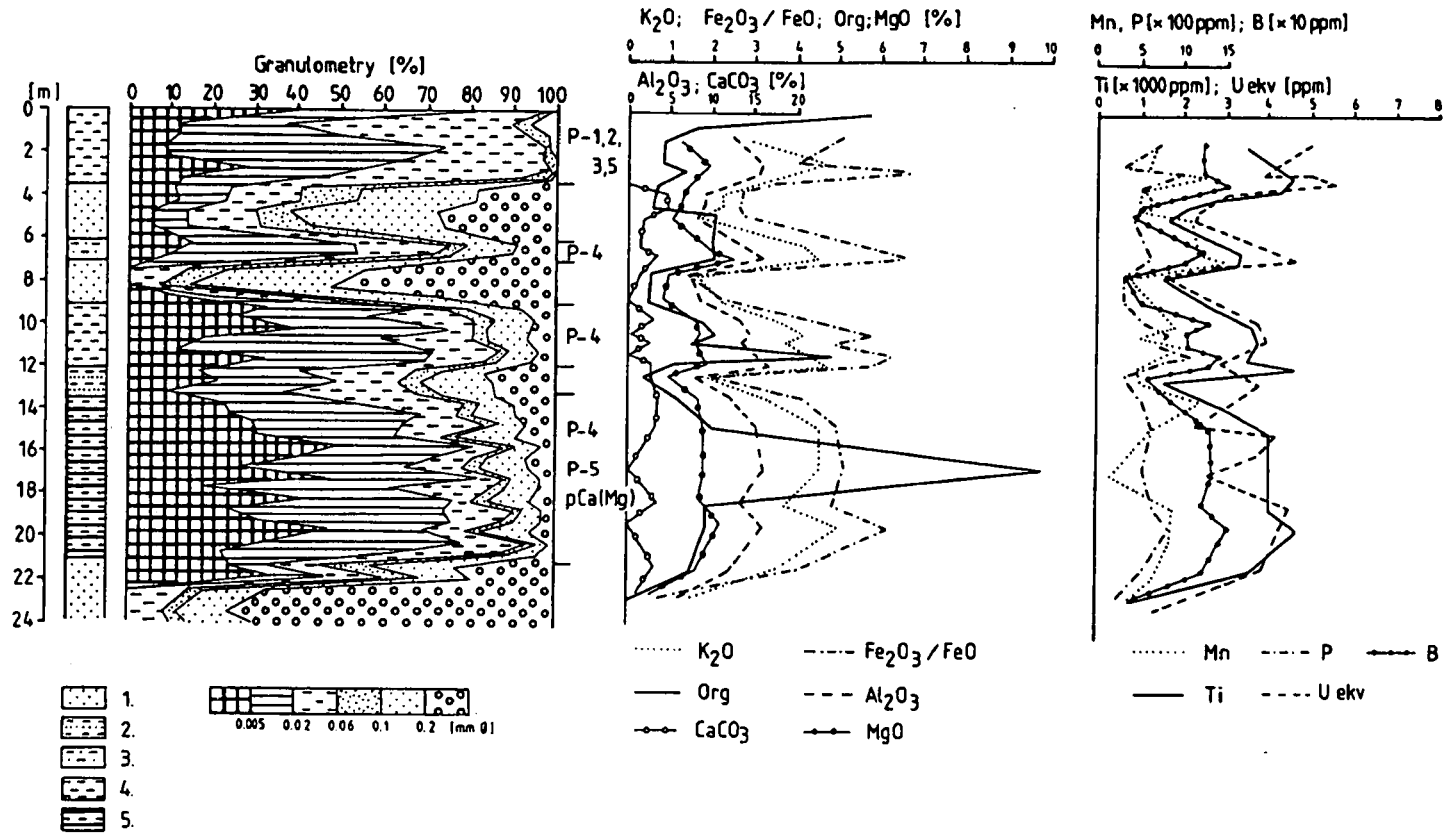 K₂O; Fe₂O₃/FeO; Org; MgO [%]
0 1 2 3 4 5 6 7 8 9 10
Al₂O₃; CaCO₃ [%]
0 5 10 15 20
Mn, P [×100ppm]; B [×10 ppm]
0 5 10 15
Ti [×1000 ppm]; U ekv (ppm)
0 1 2 3 4 5 6 7 8
Granulometry [%]
[m]
0 10 20 30 40 50 60 70 80 90 100
0
2
4
6
8
10
12
14
16
18
20
22
24
P-1,2,
3,5
P-4
P-4
P-4
P-5
pCa(Mg)
K₂O
Fe₂O₃/FeO
Org
Al₂O₃
CaCO₃
MgO
Mn
P
B
Ti
U ekv
1.
2.
3.
4.
5.
0.005 0.02 0.06 0.1 0.2 [mm Ø]